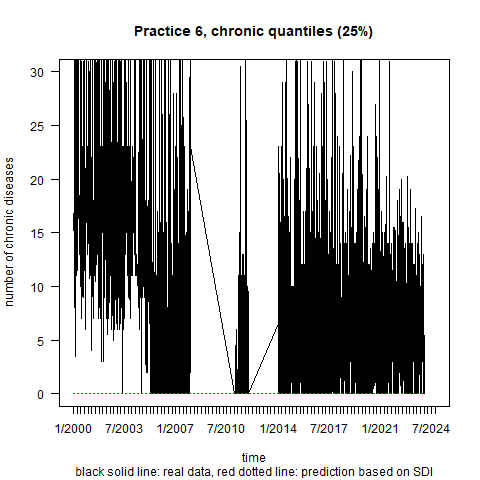 Practice 6, chronic quantiles (25%)
number of chronic diseases
30
25
20
15
10
5
0
1/2000 7/2003 1/2007 7/2010 1/2014 7/2017 1/2021 7/2024
time
black solid line: real data, red dotted line: prediction based on SDI